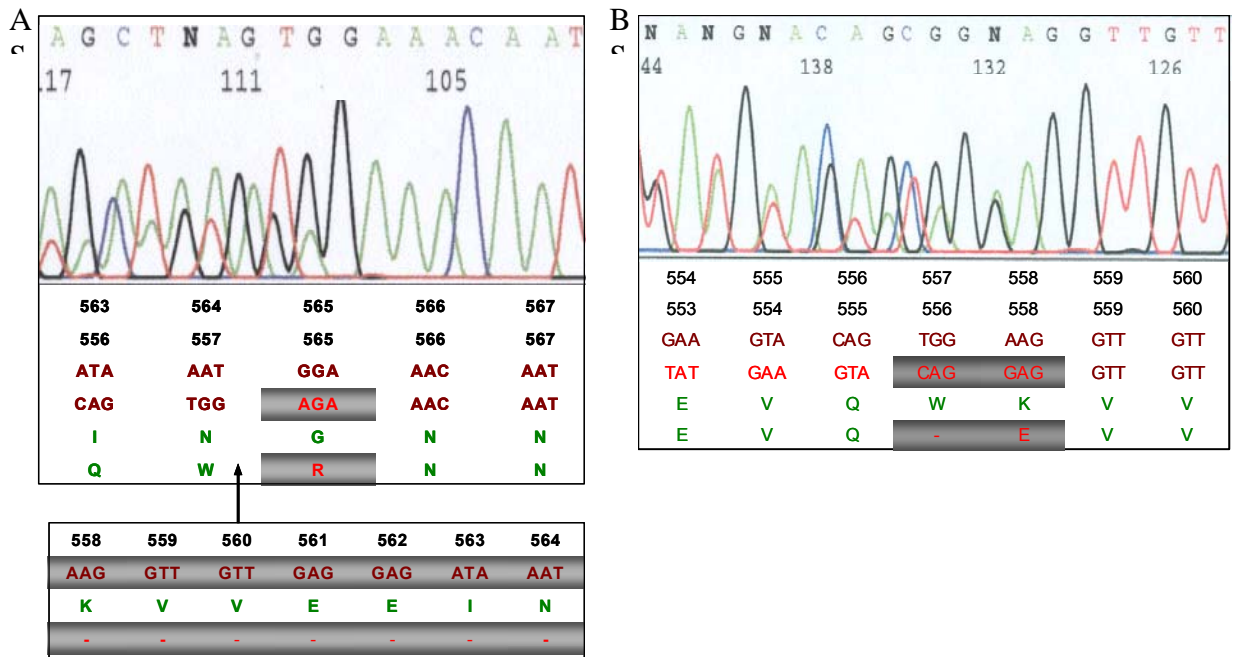 A
S
A G C T N A G T G G A A A C A A T
.17 111 105
563 564 565 566 567
556 557 565 566 567
ATA AAT GGA AAC AAT
CAG TGG AGA AAC AAT
I N G N N
Q W R N N
558 559 560 561 562 563 564
AAG GTT GTT GAG GAG ATA AAT
K V V E E I N
- - - - - - -
B
S
N A N G N A C A G C G G N A G G T T G T T
44 138 132 126
554 555 556 557 558 559 560
553 554 555 556 558 559 560
GAA GTA CAG TGG AAG GTT GTT
TAT GAA GTA CAG GAG GTT GTT
E V Q W K V V
E V Q - E V V